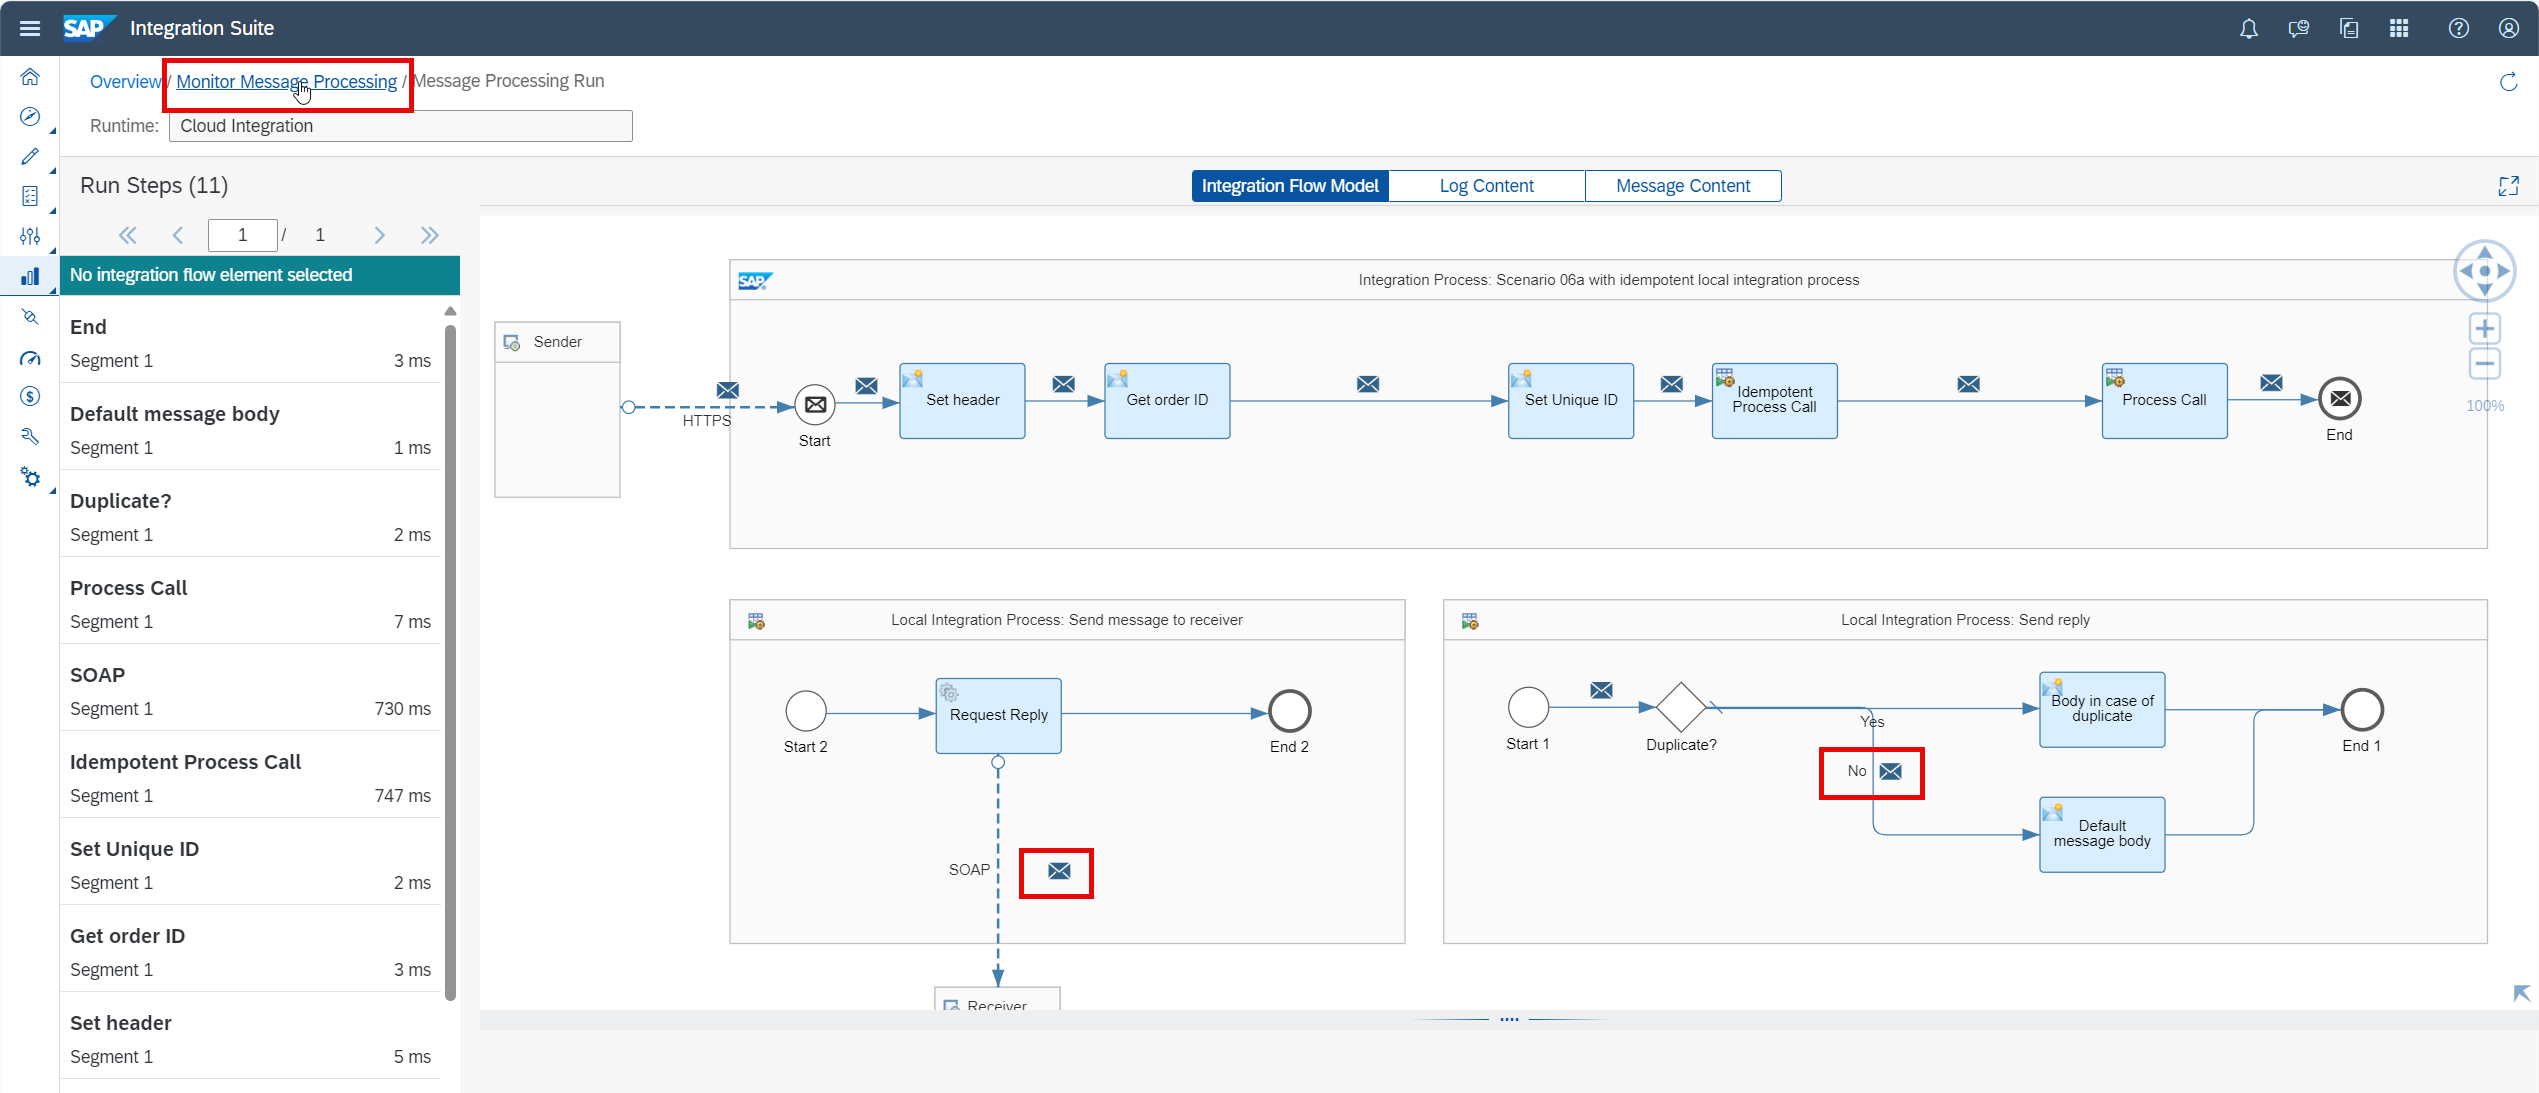 SAP Integration Suite
Overview / Monitor Message Processing / Message Processing Run
Runtime: Cloud Integration
Run Steps (11)
1 / 1
No integration flow element selected
End
Segment 1 3 ms
Default message body
Segment 1 1 ms
Duplicate?
Segment 1 2 ms
Process Call
Segment 1 7 ms
SOAP
Segment 1 730 ms
Idempotent Process Call
Segment 1 747 ms
Set Unique ID
Segment 1 2 ms
Get order ID
Segment 1 3 ms
Set header
Segment 1 5 ms
Integration Flow Model Log Content Message Content
SAP Integration Process: Scenario 06a with idempotent local integration process
Sender
HTTPS
Start
Set header
Get order ID
Set Unique ID
Idempotent
Process Call
Process Call
End
100%
Local Integration Process: Send message to receiver
Start 2
Request Reply
End 2
SOAP
Receiver
Local Integration Process: Send reply
Start 1
Duplicate?
Yes
No
Body in case of
duplicate
Default
message body
End 1